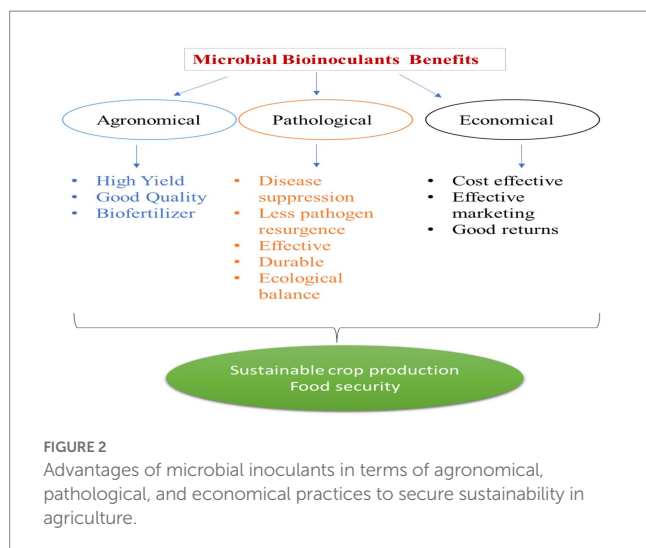 Microbial Bioinoculants Benefits
Agronomical
Pathological
Economical
• High Yield
• Good Quality
• Biofertilizer
• Disease
suppression
• Less pathogen
resurgence
• Effective
• Durable
• Ecological
balance
• Cost effective
• Effective
marketing
• Good returns
Sustainable crop production
Food security
FIGURE 2
Advantages of microbial inoculants in terms of agronomical,
pathological, and economical practices to secure sustainability in
agriculture.